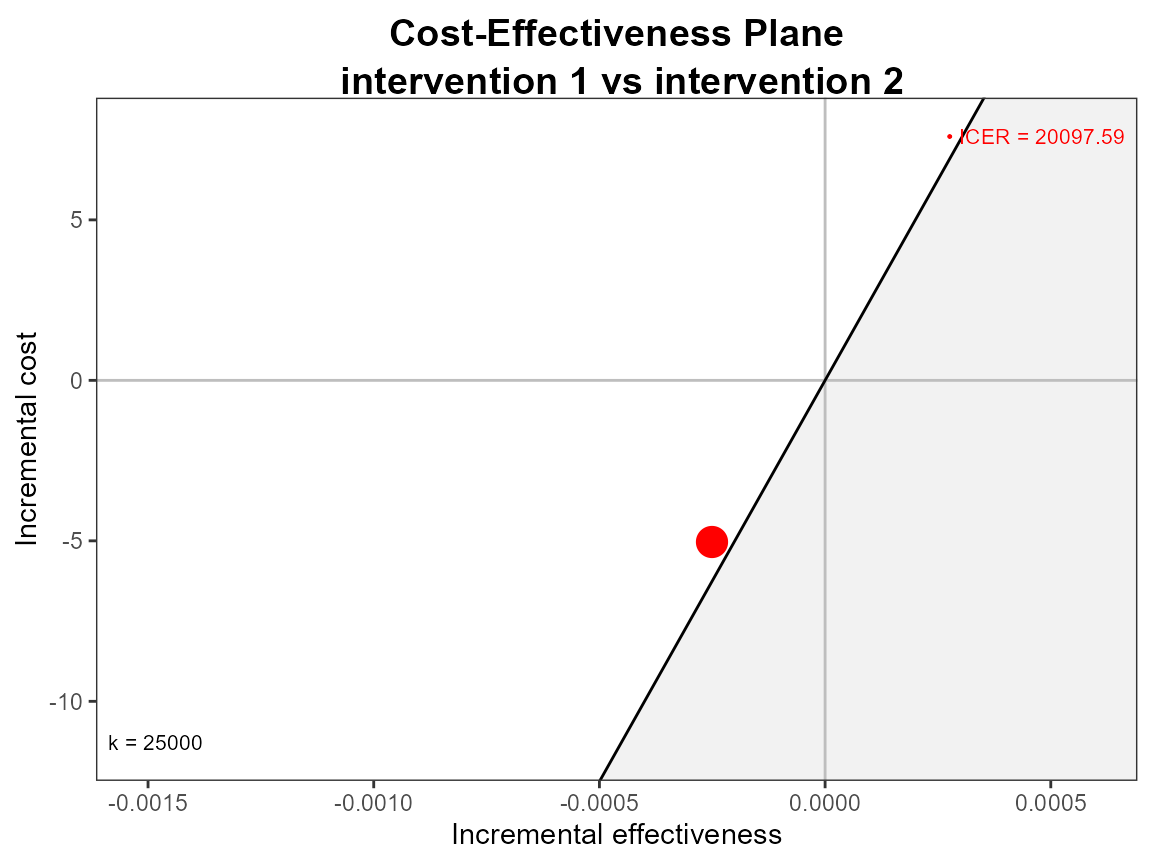 Cost-Effectiveness Plane
intervention 1 vs intervention 2
• ICER = 20097.59
5
0
-5
-10
Incremental cost
k = 25000
-0.0015
-0.0010
-0.0005
0.0000
0.0005
Incremental effectiveness